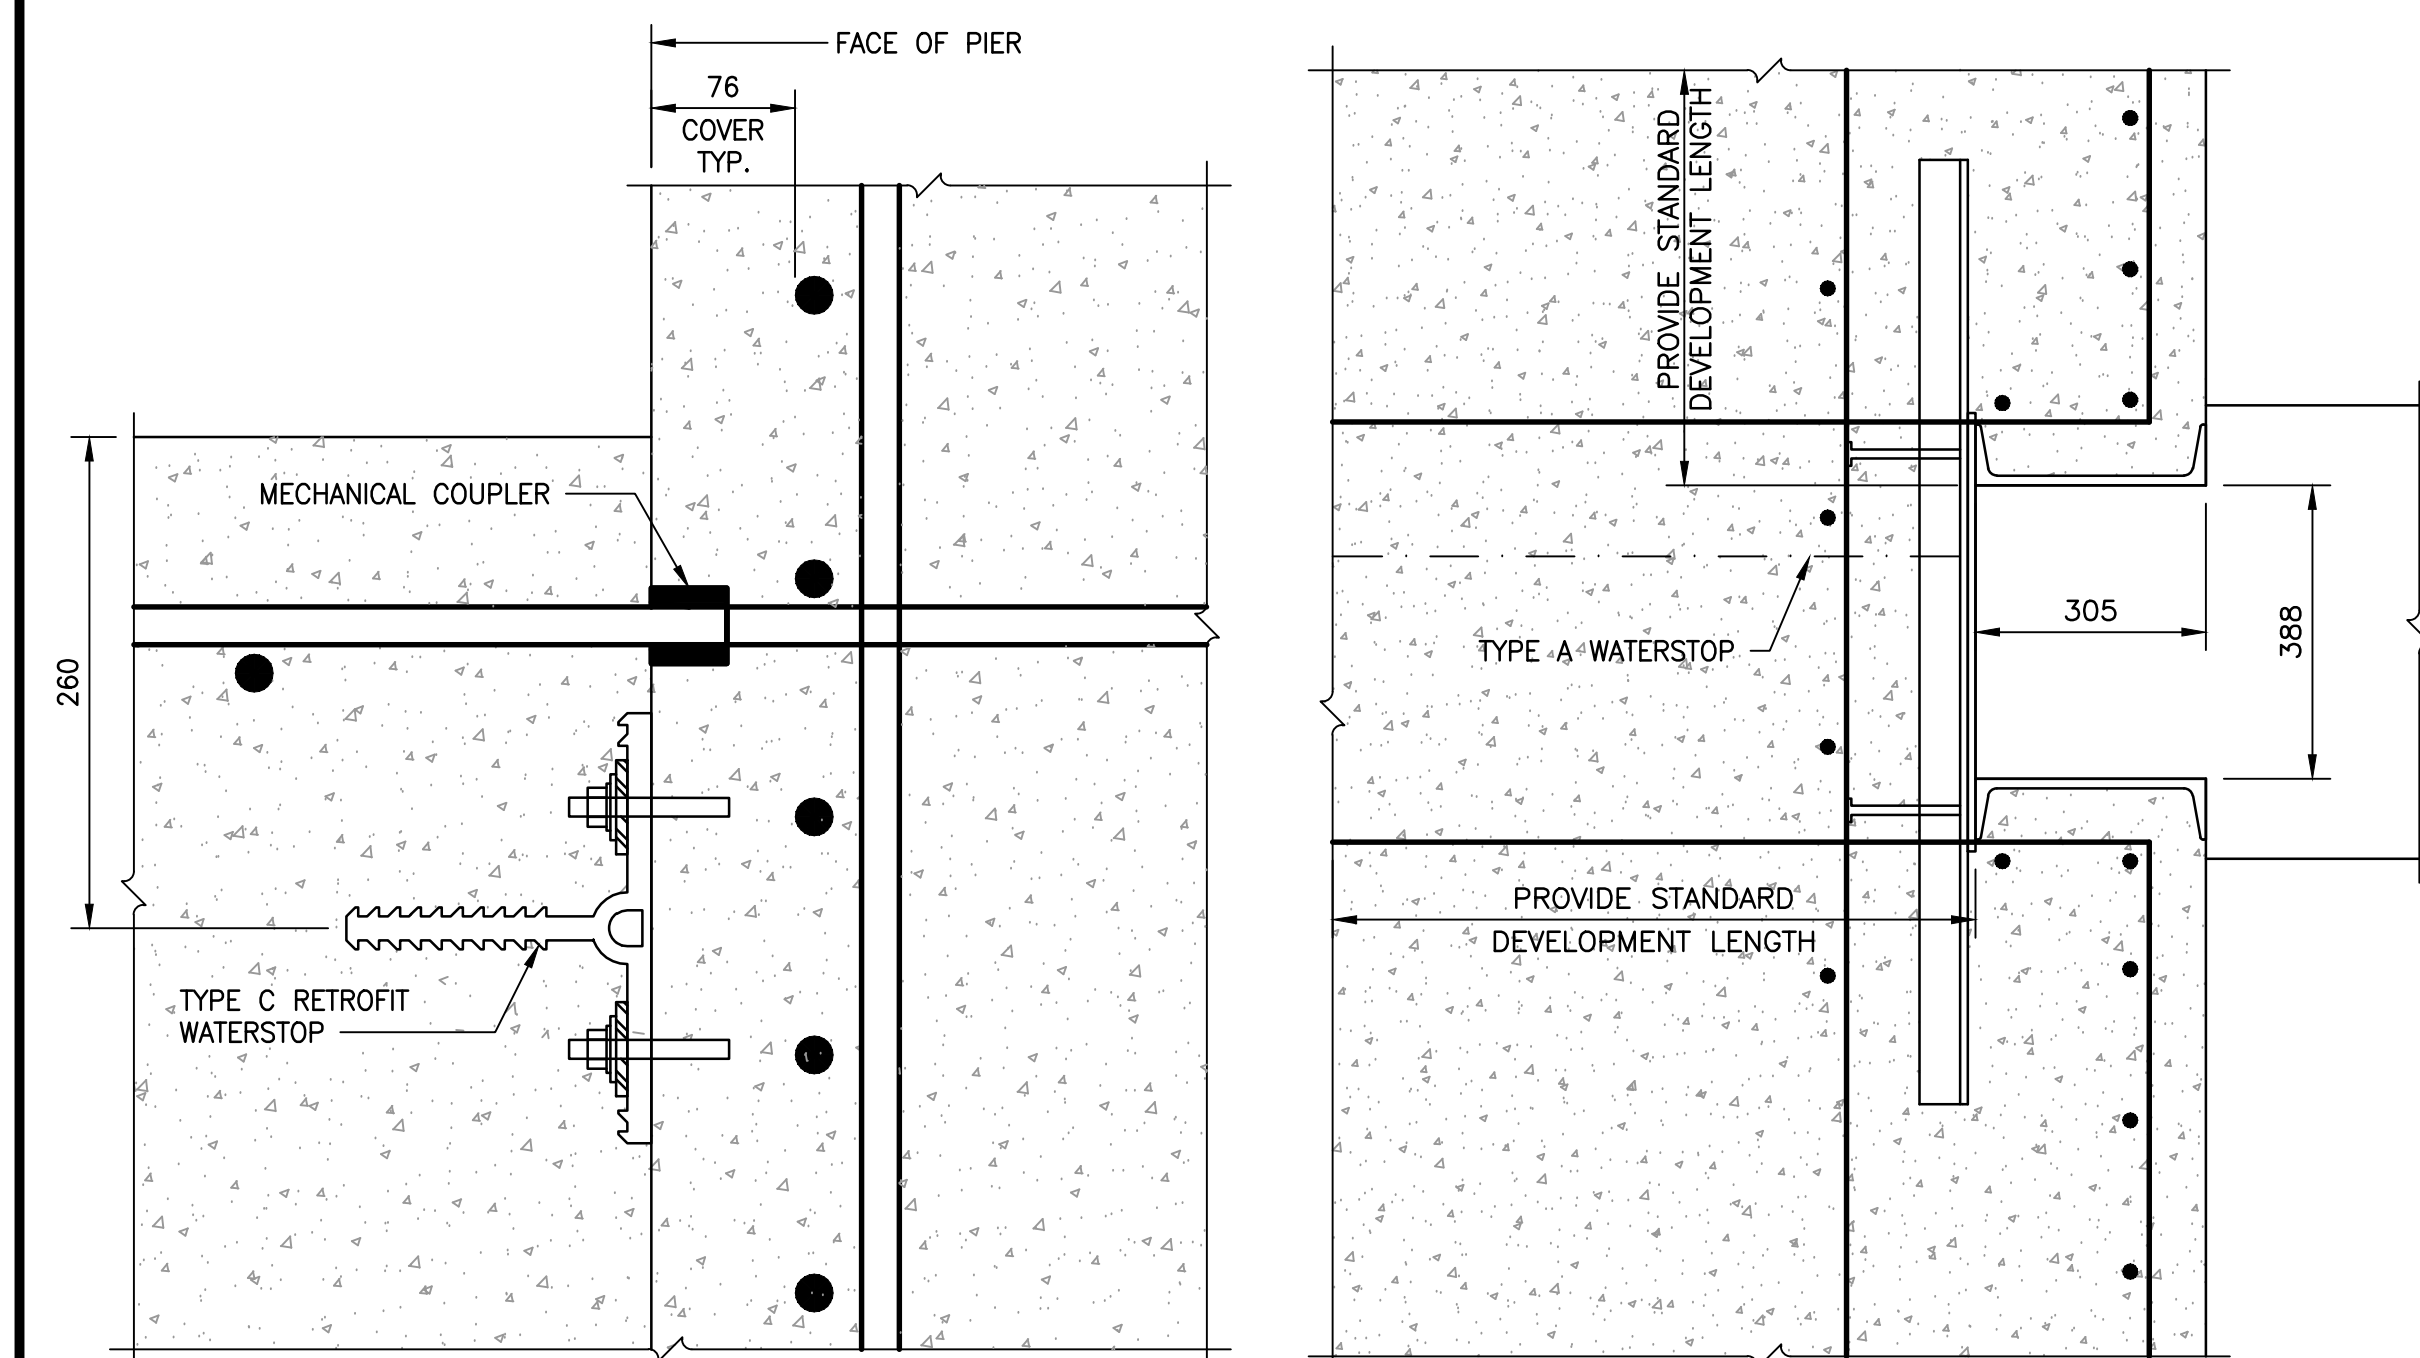 FACE OF PIER
76
COVER
TYP.
MECHANICAL COUPLER
260
TYPE C RETROFIT
WATERSTOP
PROVIDE STANDARD
DEVELOPMENT LENGTH
TYPE A WATERSTOP
305
388
PROVIDE STANDARD
DEVELOPMENT LENGTH